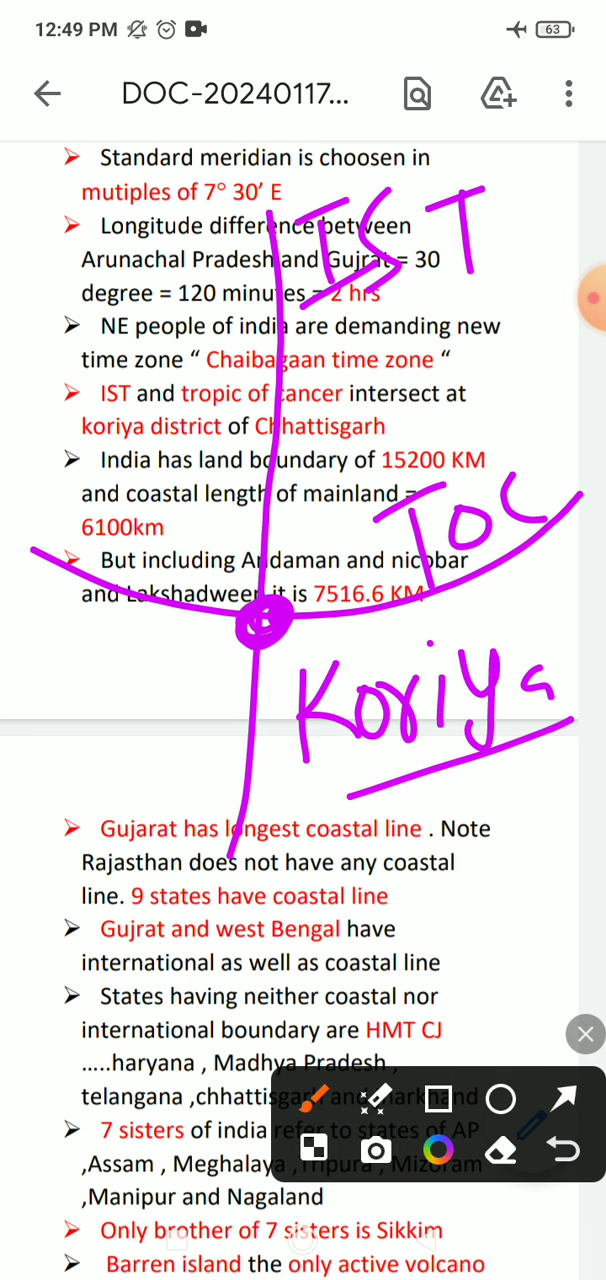 12:49 PM 63
DOC-20240117...
➤ Standard meridian is choosen in
mutiples of 7° 30’ E
➤ Longitude difference between
Arunachal Pradesh and Gujrat = 30
degree = 120 minutes = 2 hrs
➤ NE people of india are demanding new
time zone “ Chaibagaan time zone “
➤ IST and tropic of cancer intersect at
koriya district of Chhattisgarh
➤ India has land boundary of 15200 KM
and coastal length of mainland =
6100km
➤ But including Andaman and nicobar
and Lakshadweep it is 7516.6 KM
IST
TOC
Koriya
➤ Gujarat has longest coastal line . Note
Rajasthan does not have any coastal
line. 9 states have coastal line
➤ Gujrat and west Bengal have
international as well as coastal line
➤ States having neither coastal nor
international boundary are HMT CJ
.....haryana , Madhya Pradesh ,
telangana ,chhattisgarh and Jharkhand
➤ 7 sisters of india refer to states of AP
,Assam , Meghalaya ,Tripura , Mizoram
,Manipur and Nagaland
➤ Only brother of 7 sisters is Sikkim
➤ Barren island the only active volcano